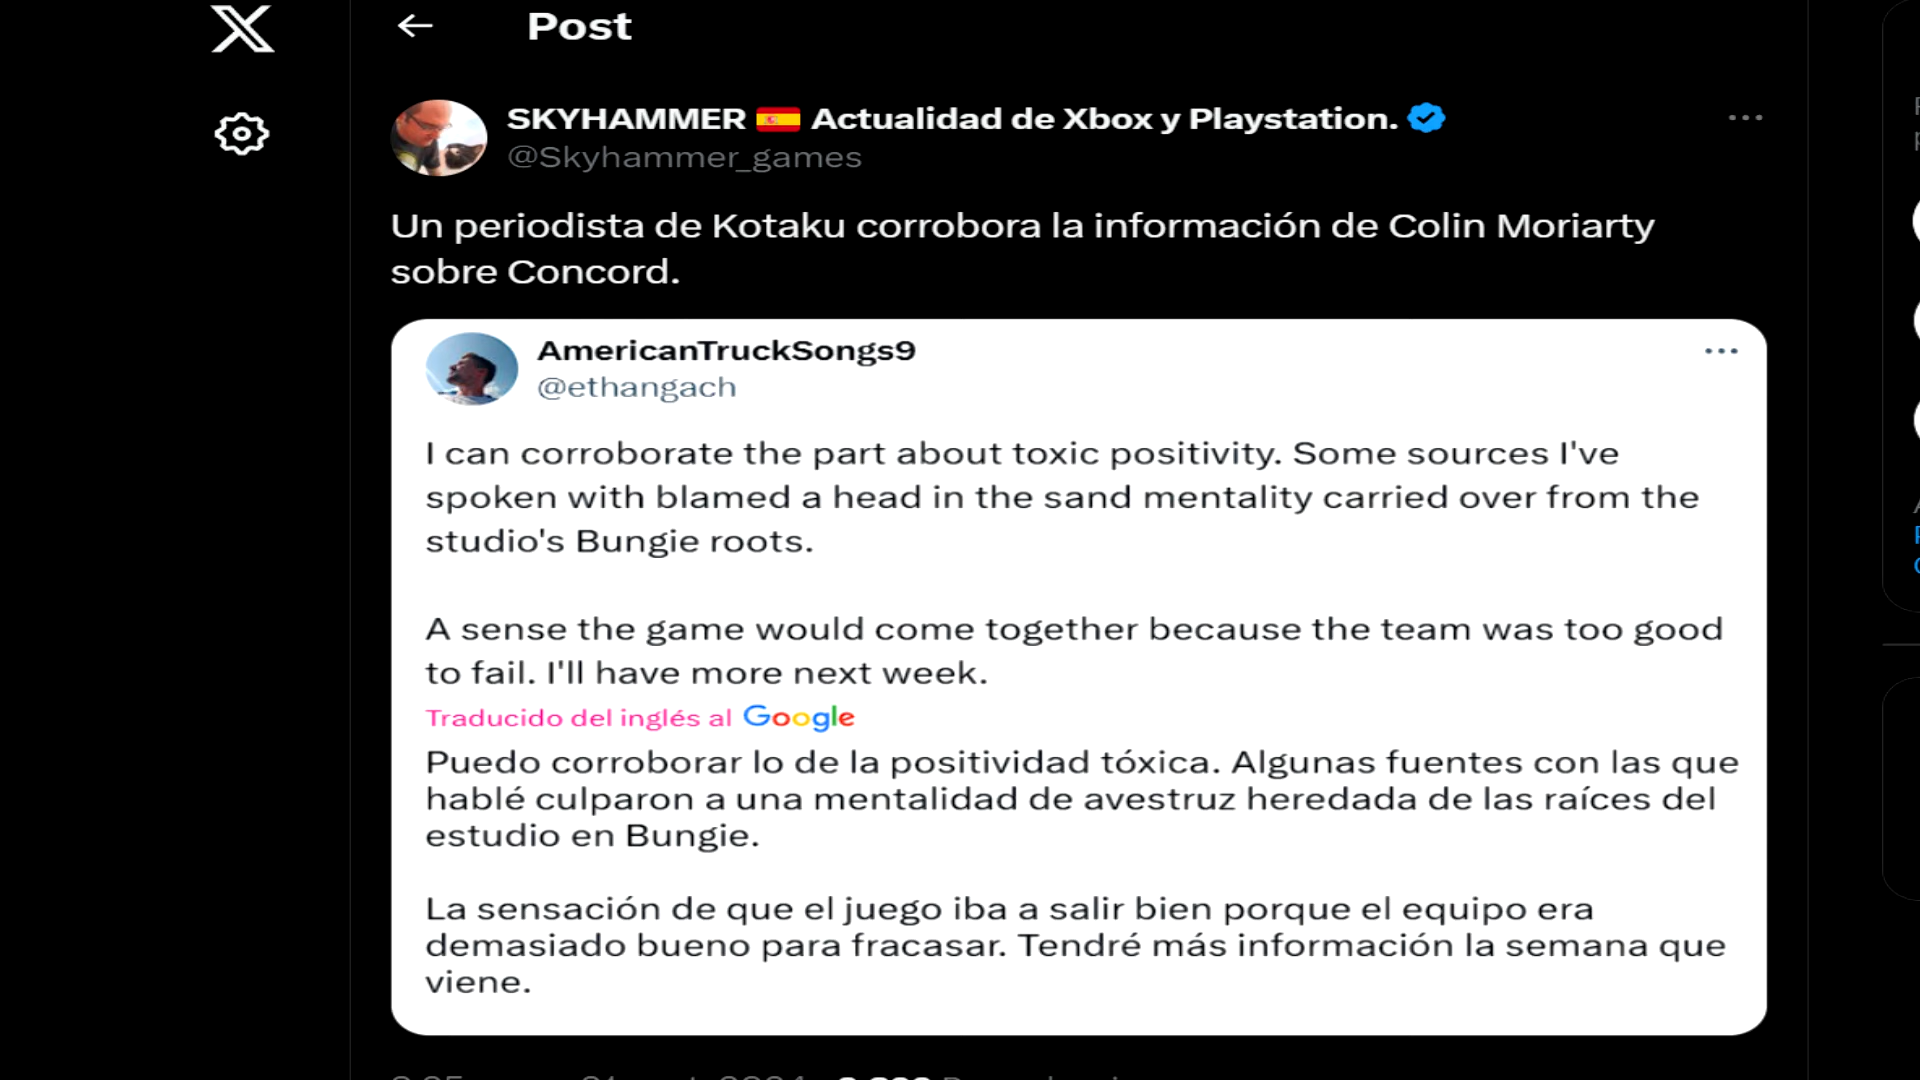 Post
SKYHAMMER 🇪🇸 Actualidad de Xbox y Playstation.
@Skyhammer_games
Un periodista de Kotaku corrobora la información de Colin Moriarty
sobre Concord.
AmericanTruckSongs9
@ethangach
I can corroborate the part about toxic positivity. Some sources I've
spoken with blamed a head in the sand mentality carried over from the
studio's Bungie roots.
A sense the game would come together because the team was too good
to fail. I'll have more next week.
Traducido del inglés al Google
Puedo corroborar lo de la positividad tóxica. Algunas fuentes con las que
hablé culparon a una mentalidad de avestruz heredada de las raíces del
estudio en Bungie.
La sensación de que el juego iba a salir bien porque el equipo era
demasiado bueno para fracasar. Tendré más información la semana que
viene.